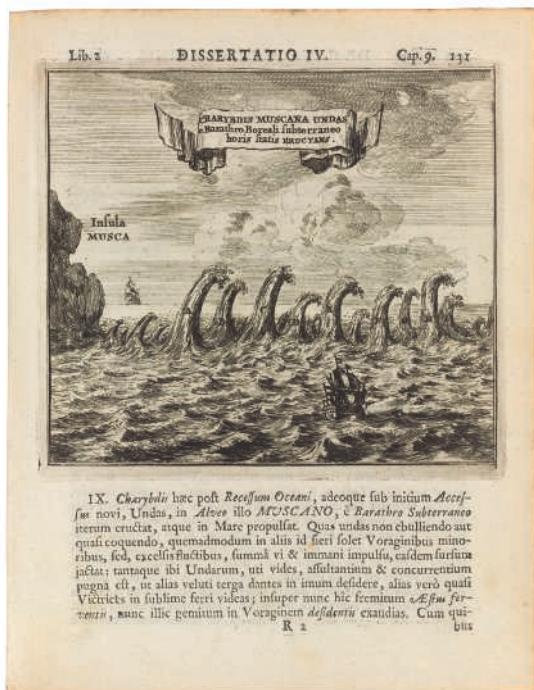 Lib. 2 DISSERTATIO IV. Cap. 9. 131
CHARYBDIS MUSCANA UNDAS
e Barathro Boreali subterraneo
horis statis ERUCTANS.
Insula
MUSCA
IX. Charybdis hæc post Recessum Oceani, adeoque sub initium Acces-
sus novi, Undas, in Alveo illo MUSCANO, è Barathro Subterraneo
iterum eructat, atque in Mare propulsat. Quas undas non ebulliendo aut
quasi coquendo, quemadmodum in aliis id fieri solet Voraginibus mino-
ribus, sed, excelsis fluctibus, summâ vi & immani impulsu, easdem sursum
jactat: tantaque ibi Undarum, uti vides, assultantium & concurrentium
pugna est, ut alias veluti terga dantes in imum desidere, alias verò quasi
Victrices in sublime ferri videas; insuper nunc hic fremitum Æstus fer-
ventis, nunc illic gemitum in Voraginem desidentis exaudias. Cum qui-
R 2 bus